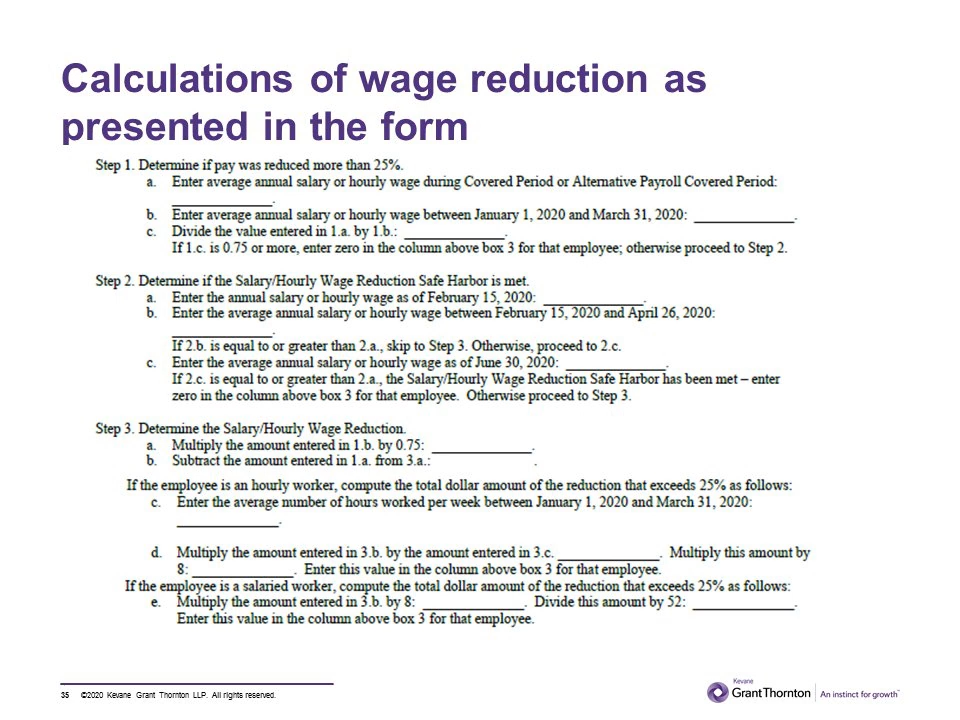 Calculations of wage reduction as
presented in the form
Step 1. Determine if pay was reduced more than 25%.
a. Enter average annual salary or hourly wage during Covered Period or Alternative Payroll Covered Period:
______________.
b. Enter average annual salary or hourly wage between January 1, 2020 and March 31, 2020: ______________.
c. Divide the value entered in 1.a. by 1.b.: ______________.
If 1.c. is 0.75 or more, enter zero in the column above box 3 for that employee; otherwise proceed to Step 2.
Step 2. Determine if the Salary/Hourly Wage Reduction Safe Harbor is met.
a. Enter the annual salary or hourly wage as of February 15, 2020: ______________.
b. Enter the average annual salary or hourly wage between February 15, 2020 and April 26, 2020:
______________.
If 2.b. is equal to or greater than 2.a., skip to Step 3. Otherwise, proceed to 2.c.
c. Enter the average annual salary or hourly wage as of June 30, 2020: ______________.
If 2.c. is equal to or greater than 2.a., the Salary/Hourly Wage Reduction Safe Harbor has been met – enter
zero in the column above box 3 for that employee. Otherwise proceed to Step 3.
Step 3. Determine the Salary/Hourly Wage Reduction.
a. Multiply the amount entered in 1.b. by 0.75: ______________.
b. Subtract the amount entered in 1.a. from 3.a.: .
If the employee is an hourly worker, compute the total dollar amount of the reduction that exceeds 25% as follows:
c. Enter the average number of hours worked per week between January 1, 2020 and March 31, 2020:
______________.
d. Multiply the amount entered in 3.b. by the amount entered in 3.c. ______________. Multiply this amount by
8: ______________. Enter this value in the column above box 3 for that employee.
If the employee is a salaried worker, compute the total dollar amount of the reduction that exceeds 25% as follows:
e. Multiply the amount entered in 3.b. by 8: ______________. Divide this amount by 52: ______________.
Enter this value in the column above box 3 for that employee.
35 ©2020 Kevane Grant Thornton LLP. All rights reserved.
Kevane
GrantThornton An instinct for growth™